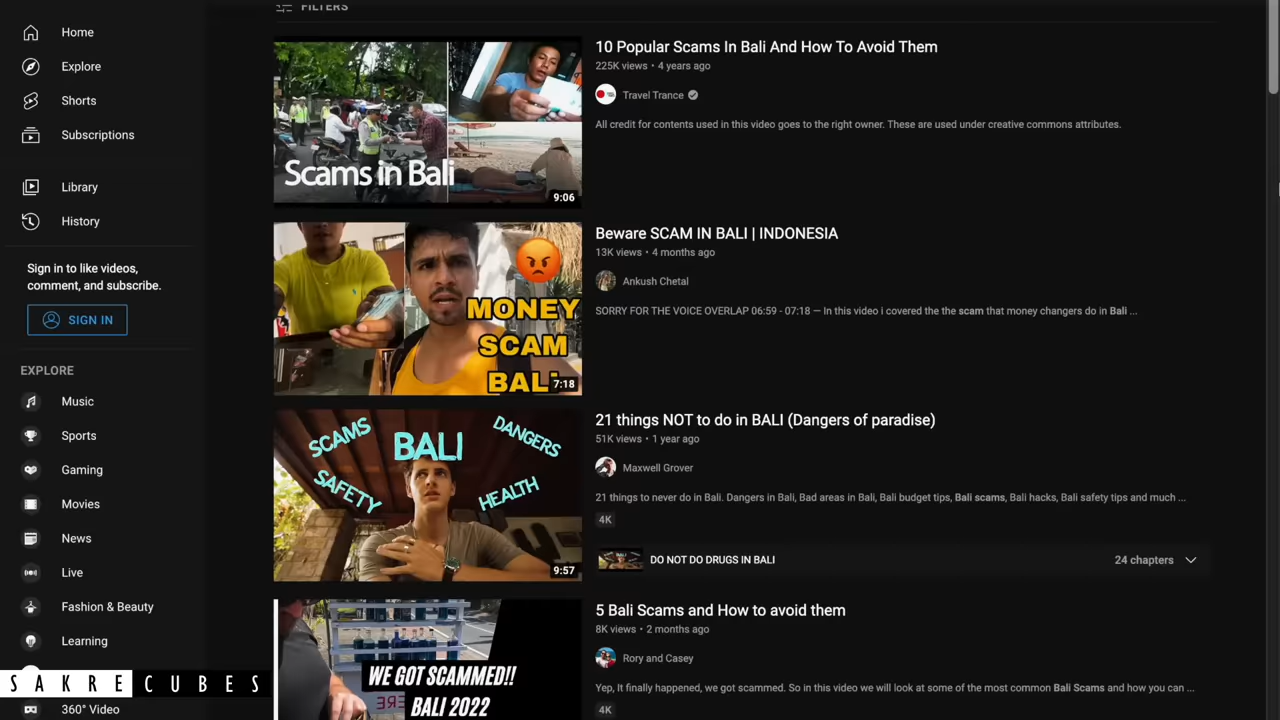 FILTERS
Home
Explore
Shorts
Subscriptions
Library
History
Sign in to like videos,
comment, and subscribe.
SIGN IN
EXPLORE
Music
Sports
Gaming
Movies
News
Live
Fashion & Beauty
Learning
SAKRECUBES
360° Video
Scams in Bali
9:06
10 Popular Scams In Bali And How To Avoid Them
225K views • 4 years ago
Travel Trance
All credit for contents used in this video goes to the right owner. These are used under creative commons attributes.
MONEY
SCAM
BALI
7:18
Beware SCAM IN BALI | INDONESIA
13K views • 4 months ago
Ankush Chetal
SORRY FOR THE VOICE OVERLAP 06:59 - 07:18 — In this video i covered the the scam that money changers do in Bali ...
SCAMS
BALI
DANGERS
SAFETY
HEALTH
9:57
21 things NOT to do in BALI (Dangers of paradise)
51K views • 1 year ago
Maxwell Grover
21 things to never do in Bali. Dangers in Bali, Bad areas in Bali, Bali budget tips, Bali scams, Bali hacks, Bali safety tips and much ...
4K
DO NOT DO DRUGS IN BALI
24 chapters
WE GOT SCAMMED!!
BALI 2022
5 Bali Scams and How to avoid them
8K views • 2 months ago
Rory and Casey
Yep, It finally happened, we got scammed. So in this video we will look at some of the most common Bali Scams and how you can ...
4K